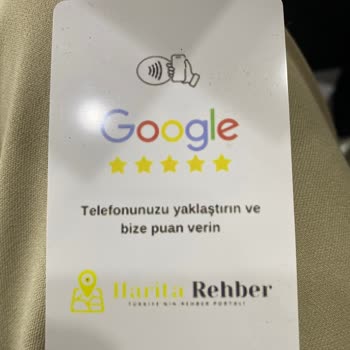 Google
Telefonunuzu yaklaştırın ve
bize puan verin
Harita Rehber
TÜRKİYE'NİN REHBER PORTALI